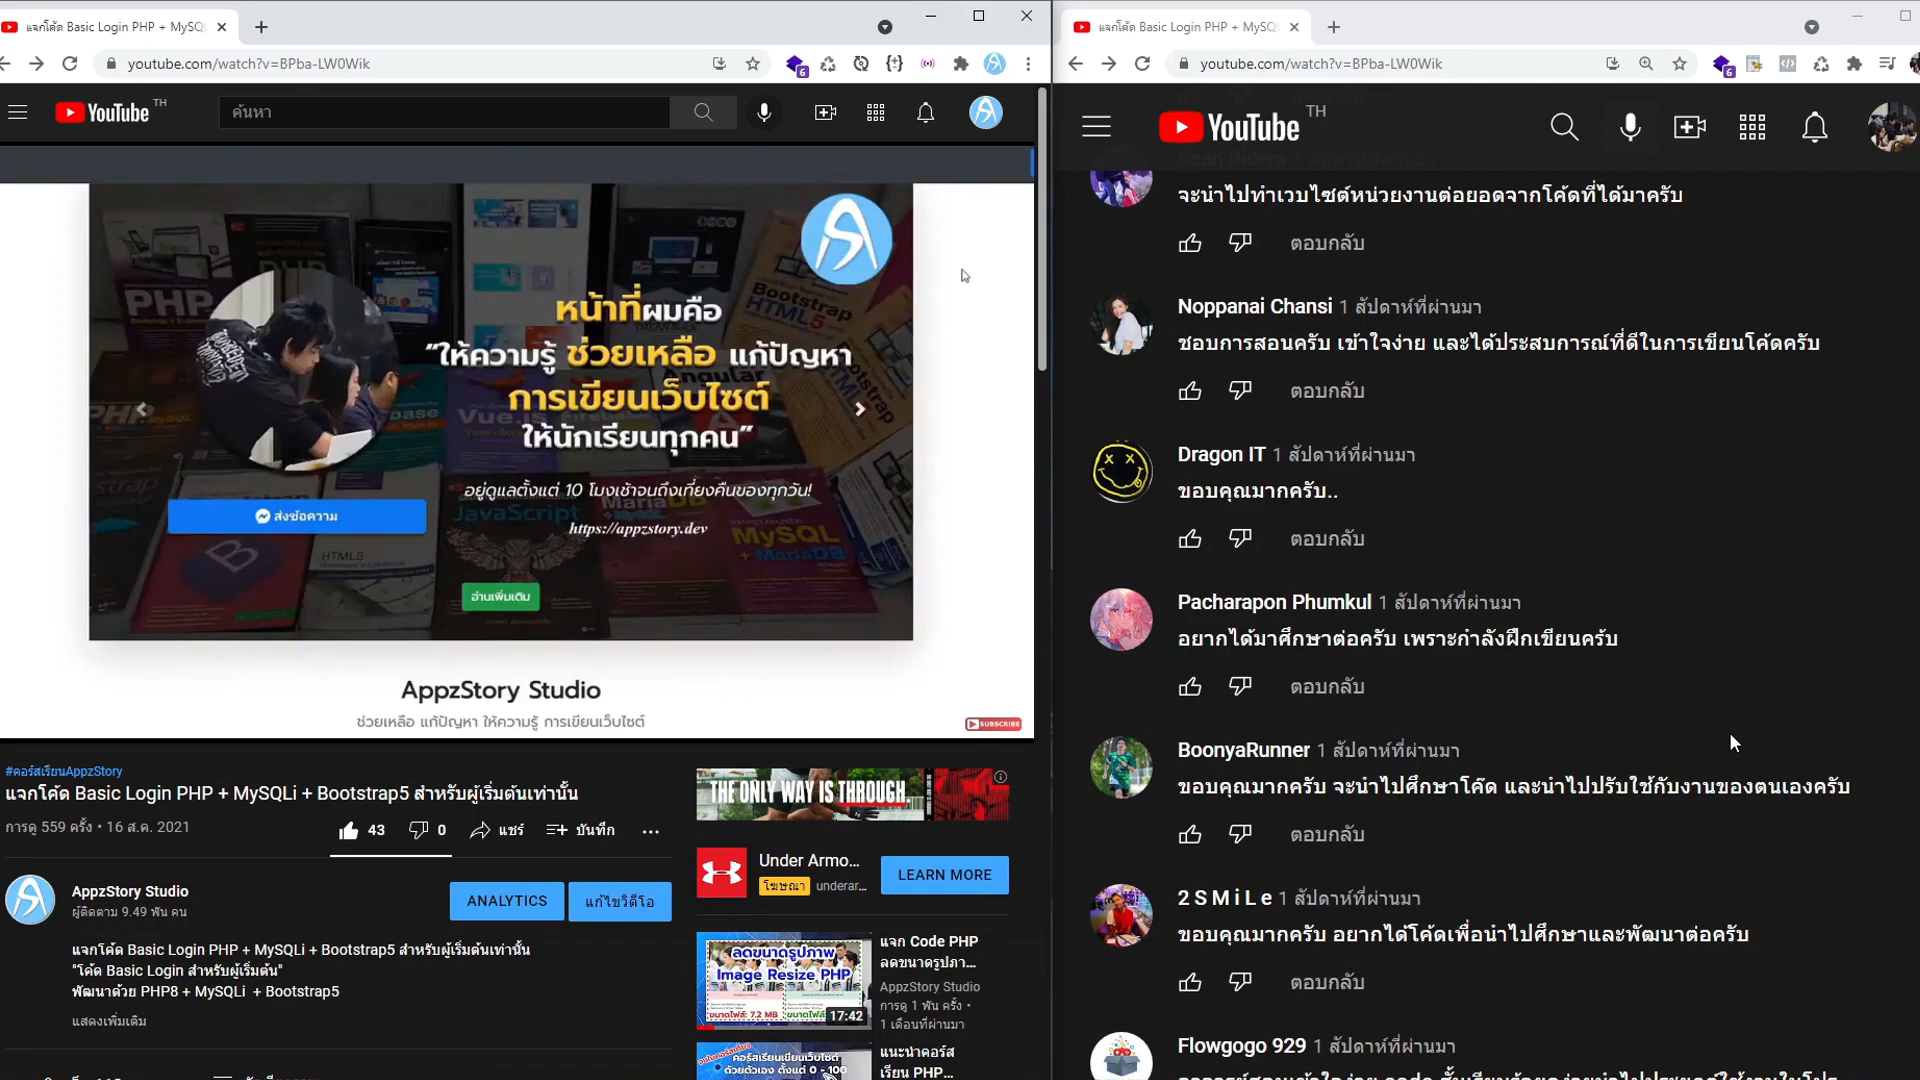 แจกโค้ด Basic Login PHP + MySQL
youtube.com/watch?v=BPba-LW0Wik
YouTube TH
ค้นหา
หน้าที่ผมคือ
“ให้ความรู้ ช่วยเหลือ แก้ปัญหา
การเขียนเว็บไซต์
ให้นักเรียนทุกคน”
อยู่ดูแลตั้งแต่ 10 โมงเช้าจนถึงเที่ยงคืนของทุกวัน!
https://appzstory.dev
ส่งข้อความ
อ่านเพิ่มเติม
AppzStory Studio
ช่วยเหลือ แก้ปัญหา ให้ความรู้ การเขียนเว็บไซต์
SUBSCRIBE
#คอร์สเรียนAppzStory
แจกโค้ด Basic Login PHP + MySQLi + Bootstrap5 สำหรับผู้เริ่มต้นเท่านั้น
การดู 559 ครั้ง • 16 ส.ค. 2021
43 0 แชร์ บันทึก
AppzStory Studio
ผู้ติดตาม 9.49 พัน คน
ANALYTICS แก้ไขวิดีโอ
แจกโค้ด Basic Login PHP + MySQLi + Bootstrap5 สำหรับผู้เริ่มต้นเท่านั้น
"โค้ด Basic Login สำหรับผู้เริ่มต้น"
พัฒนาด้วย PHP8 + MySQLi + Bootstrap5
แสดงเพิ่มเติม
THE ONLY WAY IS THROUGH.
Under Armo...
โฆษณา underar...
LEARN MORE
ลดขนาดรูปภาพ
Image Resize PHP
ขนาดไฟล์: 7.2 MB
17:42
แจก Code PHP
ลดขนาดรูปภา...
AppzStory Studio
การดู 1 พัน ครั้ง •
1 เดือนที่ผ่านมา
คอร์สเรียนเขียนเว็บไซต์
ด้วยตัวเอง ตั้งแต่ 0 - 100
แนะนำคอร์ส
เรียน PHP...
แจกโค้ด Basic Login PHP + MySQL
youtube.com/watch?v=BPba-LW0Wik
YouTube TH
Sean Riders 1 สัปดาห์ที่ผ่านมา
จะนำไปทำเวบไซต์หน่วยงานต่อยอดจากโค้ดที่ได้มาครับ
ตอบกลับ
Noppanai Chansi 1 สัปดาห์ที่ผ่านมา
ชอบการสอนครับ เข้าใจง่าย และได้ประสบการณ์ที่ดีในการเขียนโค้ดครับ
ตอบกลับ
Dragon IT 1 สัปดาห์ที่ผ่านมา
ขอบคุณมากครับ..
ตอบกลับ
Pacharapon Phumkul 1 สัปดาห์ที่ผ่านมา
อยากได้มาศึกษาต่อครับ เพราะกำลังฝึกเขียนคร้บ
ตอบกลับ
BoonyaRunner 1 สัปดาห์ที่ผ่านมา
ขอบคุณมากครับ จะนำไปศึกษาโค๊ด และนำไปปรับใช้กับงานของตนเองครับ
ตอบกลับ
2 S M i L e 1 สัปดาห์ที่ผ่านมา
ขอบคุณมากครับ อยากได้โค้ดเพื่อนำไปศึกษาและพัฒนาต่อครับ
ตอบกลับ
Flowgogo 929 1 สัปดาห์ที่ผ่านมา